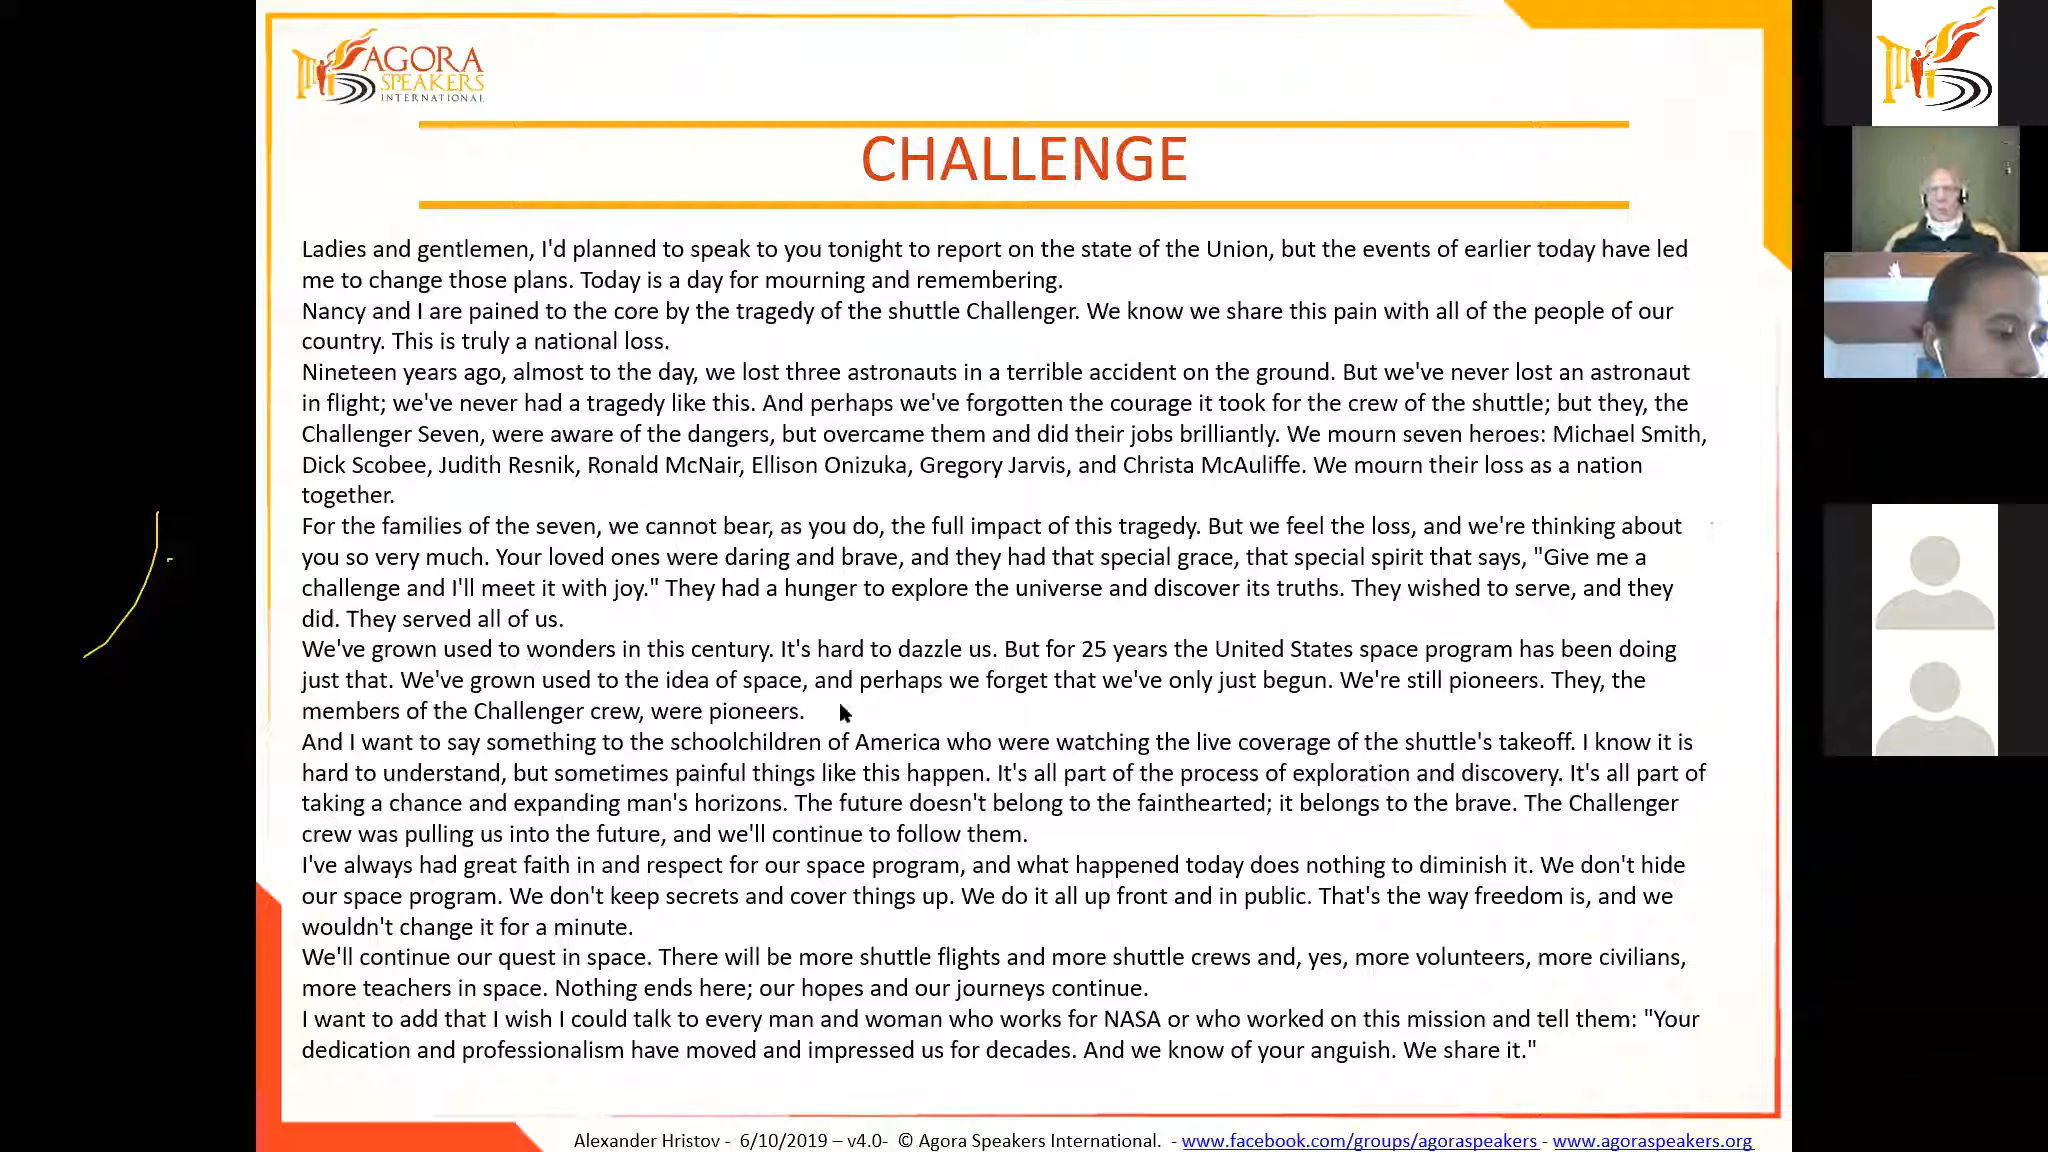 AGORA
SPEAKERS
INTERNATIONAL
CHALLENGE
Ladies and gentlemen, I'd planned to speak to you tonight to report on the state of the Union, but the events of earlier today have led
me to change those plans. Today is a day for mourning and remembering.
Nancy and I are pained to the core by the tragedy of the shuttle Challenger. We know we share this pain with all of the people of our
country. This is truly a national loss.
Nineteen years ago, almost to the day, we lost three astronauts in a terrible accident on the ground. But we've never lost an astronaut
in flight; we've never had a tragedy like this. And perhaps we've forgotten the courage it took for the crew of the shuttle; but they, the
Challenger Seven, were aware of the dangers, but overcame them and did their jobs brilliantly. We mourn seven heroes: Michael Smith,
Dick Scobee, Judith Resnik, Ronald McNair, Ellison Onizuka, Gregory Jarvis, and Christa McAuliffe. We mourn their loss as a nation
together.
For the families of the seven, we cannot bear, as you do, the full impact of this tragedy. But we feel the loss, and we're thinking about
you so very much. Your loved ones were daring and brave, and they had that special grace, that special spirit that says, "Give me a
challenge and I'll meet it with joy." They had a hunger to explore the universe and discover its truths. They wished to serve, and they
did. They served all of us.
We've grown used to wonders in this century. It's hard to dazzle us. But for 25 years the United States space program has been doing
just that. We've grown used to the idea of space, and perhaps we forget that we've only just begun. We're still pioneers. They, the
members of the Challenger crew, were pioneers.
And I want to say something to the schoolchildren of America who were watching the live coverage of the shuttle's takeoff. I know it is
hard to understand, but sometimes painful things like this happen. It's all part of the process of exploration and discovery. It's all part of
taking a chance and expanding man's horizons. The future doesn't belong to the fainthearted; it belongs to the brave. The Challenger
crew was pulling us into the future, and we'll continue to follow them.
I've always had great faith in and respect for our space program, and what happened today does nothing to diminish it. We don't hide
our space program. We don't keep secrets and cover things up. We do it all up front and in public. That's the way freedom is, and we
wouldn't change it for a minute.
We'll continue our quest in space. There will be more shuttle flights and more shuttle crews and, yes, more volunteers, more civilians,
more teachers in space. Nothing ends here; our hopes and our journeys continue.
I want to add that I wish I could talk to every man and woman who works for NASA or who worked on this mission and tell them: "Your
dedication and professionalism have moved and impressed us for decades. And we know of your anguish. We share it."
Alexander Hristov - 6/10/2019 – v4.0- © Agora Speakers International. - www.facebook.com/groups/agoraspeakers - www.agoraspeakers.org